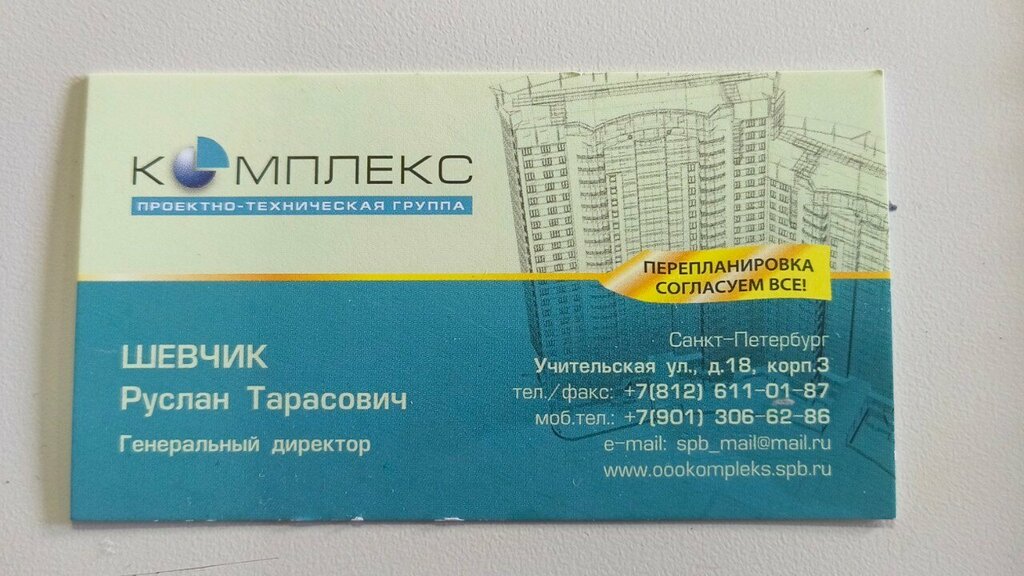 КОМПЛЕКС
ПРОЕКТНО-ТЕХНИЧЕСКАЯ ГРУППА
ПЕРЕПЛАНИРОВКА
СОГЛАСУЕМ ВСЕ!
ШЕВЧИК
Руслан Тарасович
Генеральный директор
Санкт-Петербург
Учительская ул., д.18, корп.3
тел./факс: +7(812) 611-01-87
моб.тел.: +7(901) 306-62-86
e-mail: spb_mail@mail.ru
www.oookompleks.spb.ru